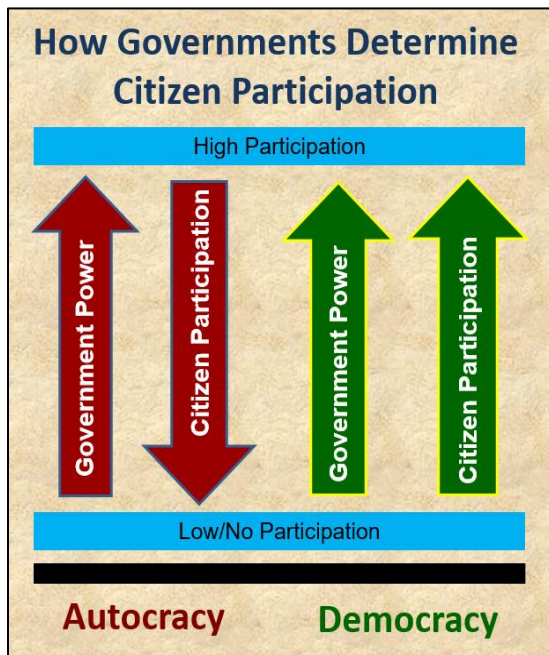 How Governments Determine
Citizen Participation
High Participation
Government Power
Citizen Participation
Government Power
Citizen Participation
Low/No Participation
Autocracy
Democracy